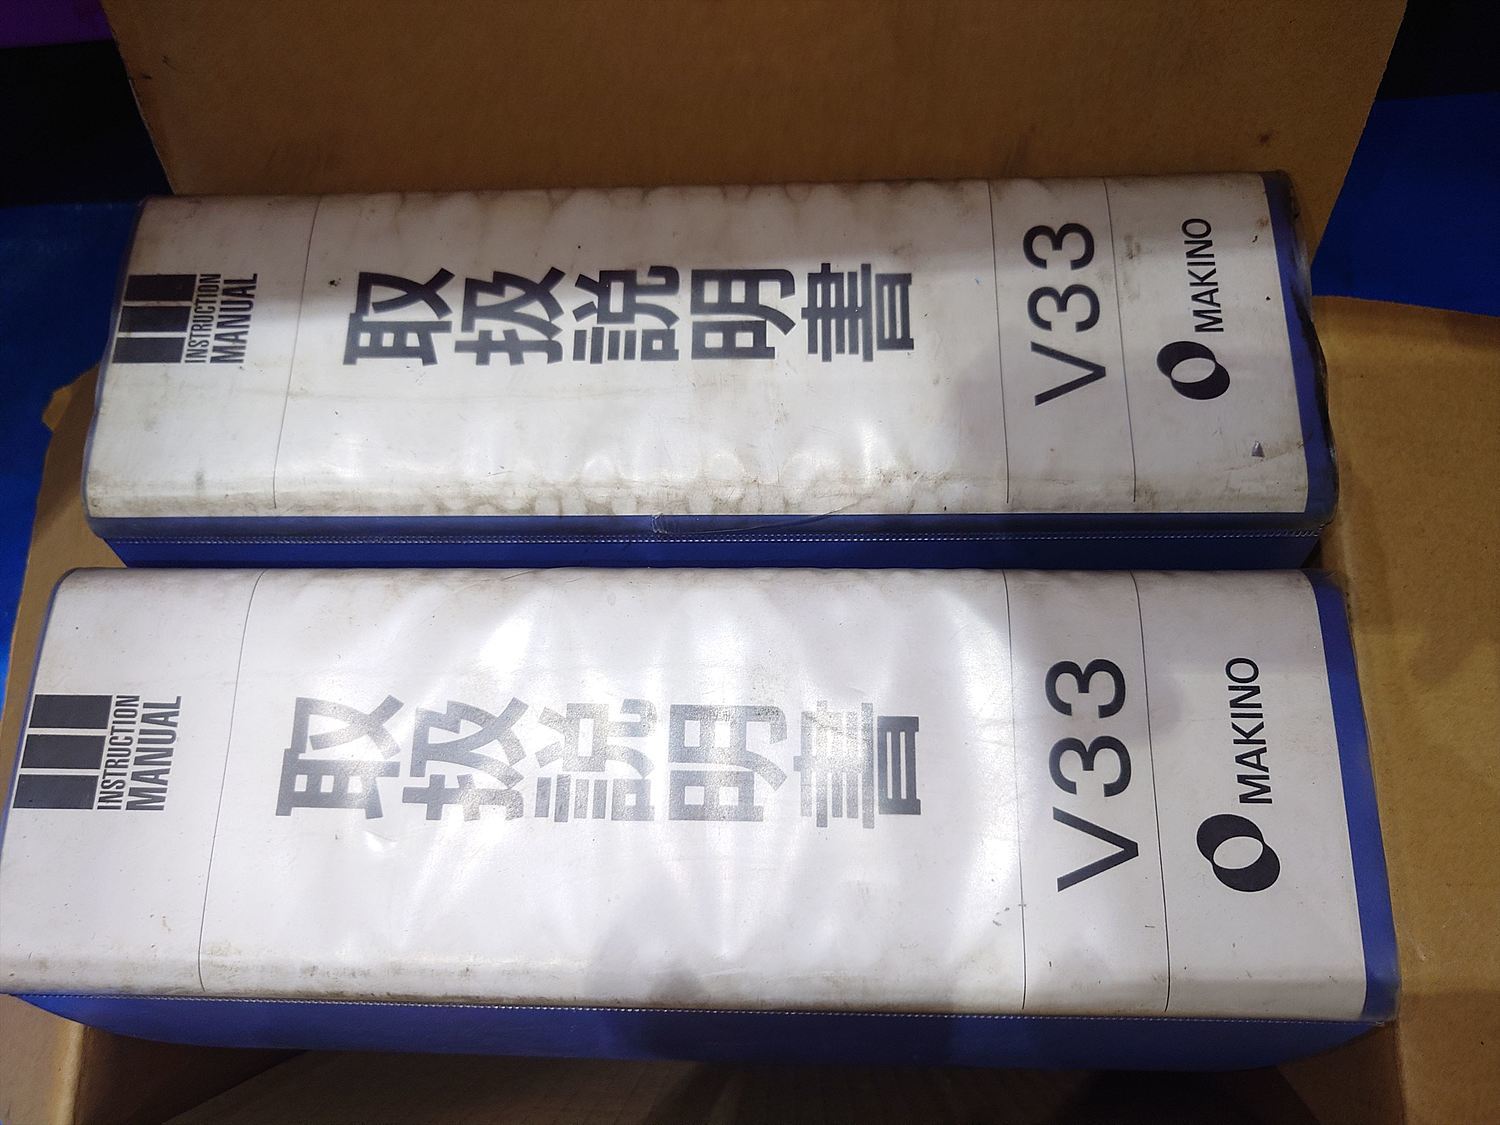 INSTRUCTION
MANUAL
取扱説明書
V33
MAKINO
INSTRUCTION
MANUAL
取扱説明書
V33
MAKINO